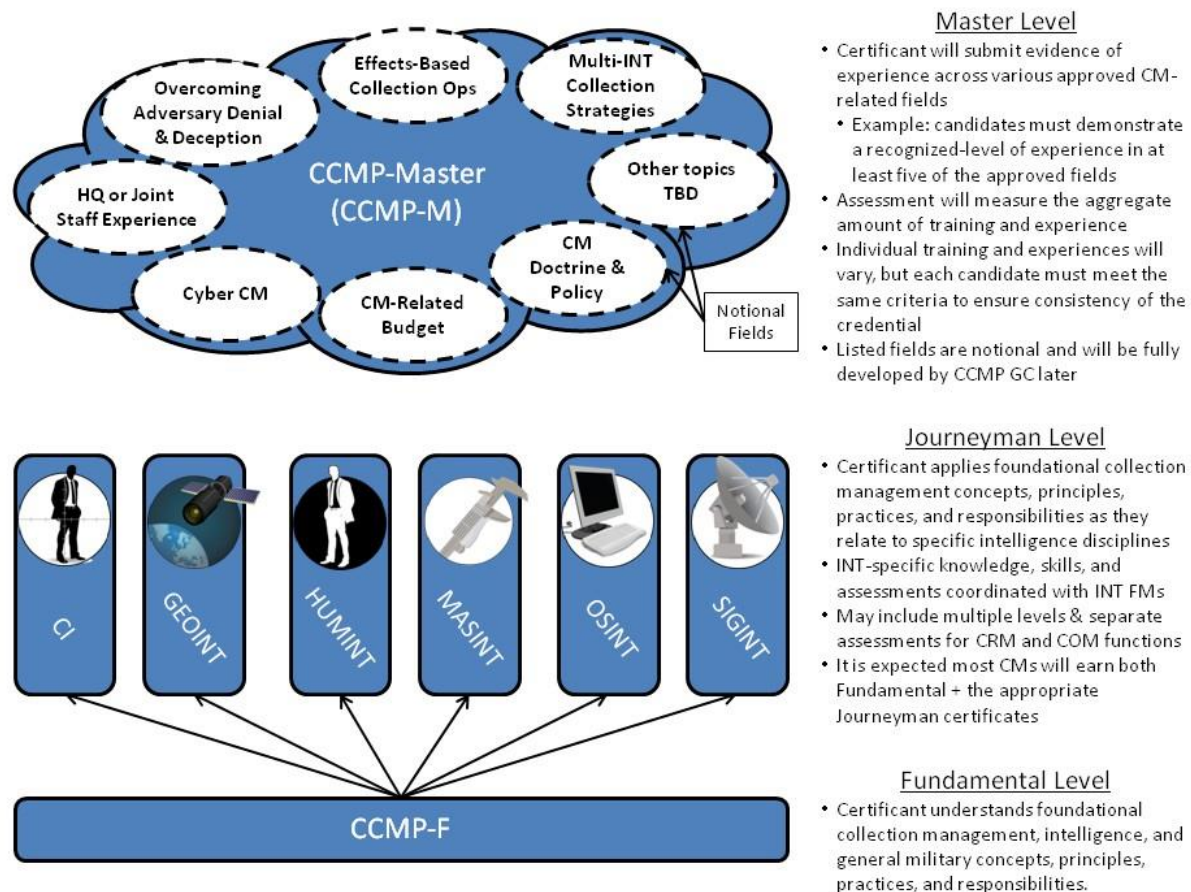 Effects-Based
Collection Ops
Multi-INT
Collection
Strategies
Overcoming
Adversary Denial
& Deception
CCMP-Master
(CCMP-M)
Other topics
TBD
HQ or Joint
Staff Experience
CM
Doctrine &
Policy
Cyber CM
CM-Related
Budget
Notional
Fields
Master Level
• Certificant will submit evidence of
experience across various approved CM-
related fields
• Example: candidates must demonstrate
a recognized-level of experience in at
least five of the approved fields
• Assessment will measure the aggregate
amount of training and experience
• Individual training and experiences will
vary, but each candidate must meet the
same criteria to ensure consistency of the
credential
• Listed fields are notional and will be fully
developed by CCMP GC later
CI
GEOINT
HUMINT
MASINT
OSINT
SIGINT
Journeyman Level
• Certificant applies foundational collection
management concepts, principles,
practices, and responsibilities as they
relate to specific intelligence disciplines
• INT-specific knowledge, skills, and
assessments coordinated with INT FMs
• May include multiple levels & separate
assessments for CRM and COM functions
• It is expected most CMs will earn both
Fundamental + the appropriate
Journeyman certificates
CCMP-F
Fundamental Level
• Certificant understands foundational
collection management, intelligence, and
general military concepts, principles,
practices, and responsibilities.